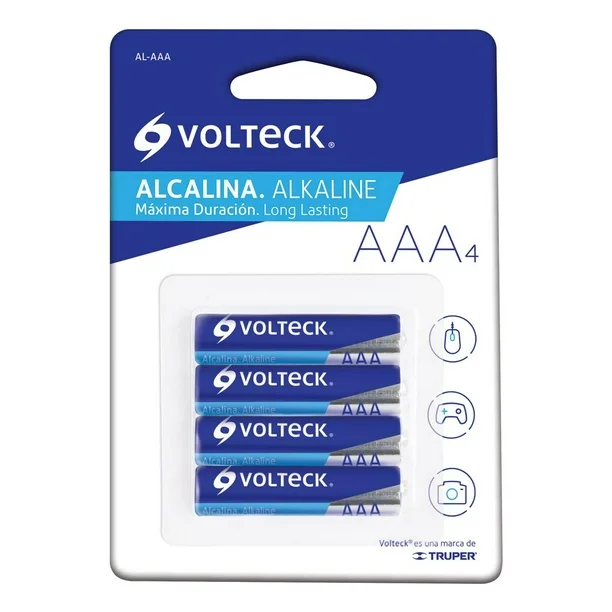 AL-AAA
VOLTECK®
ALCALINA. ALKALINE
Máxima Duración. Long Lasting
AAA4
VOLTECK®
Alcalina. Alkaline AAA
VOLTECK®
Alcalina. Alkaline AAA
VOLTECK®
Alcalina. Alkaline AAA
VOLTECK®
Alcalina. Alkaline AAA
Volteck® es una marca de
TRUPER®